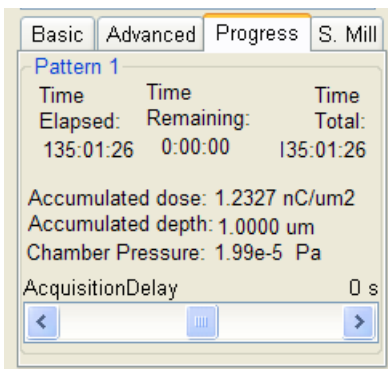 Basic Advanced Progress S. Mill
Pattern 1
Time Time Time
Elapsed: Remaining: Total:
135:01:26 0:00:00 I35:01:26
Accumulated dose: 1.2327 nC/um2
Accumulated depth: 1.0000 um
Chamber Pressure: 1.99e-5 Pa
AcquisitionDelay 0 s